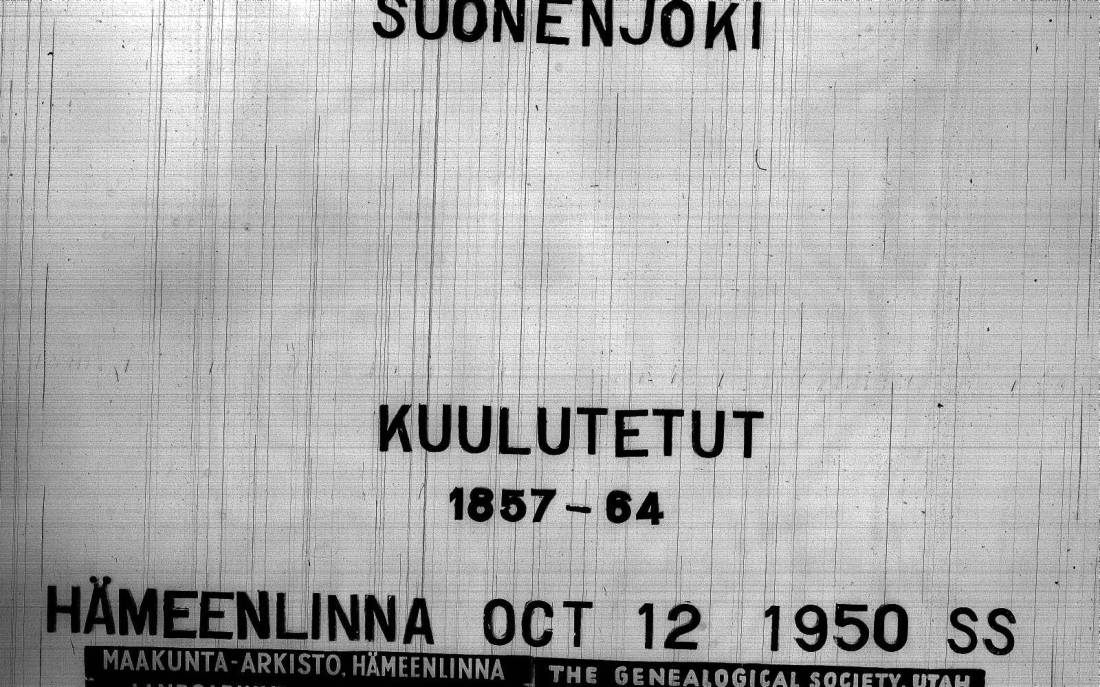 SUONENJOKI
KUULUTETUT
1857-64
HÄMEENLINNA OCT 12 1950 SS
MAAKUNTA-ARKISTO, HÄMEENLINNA
THE GENEALOGICAL SOCIETY, UTAH